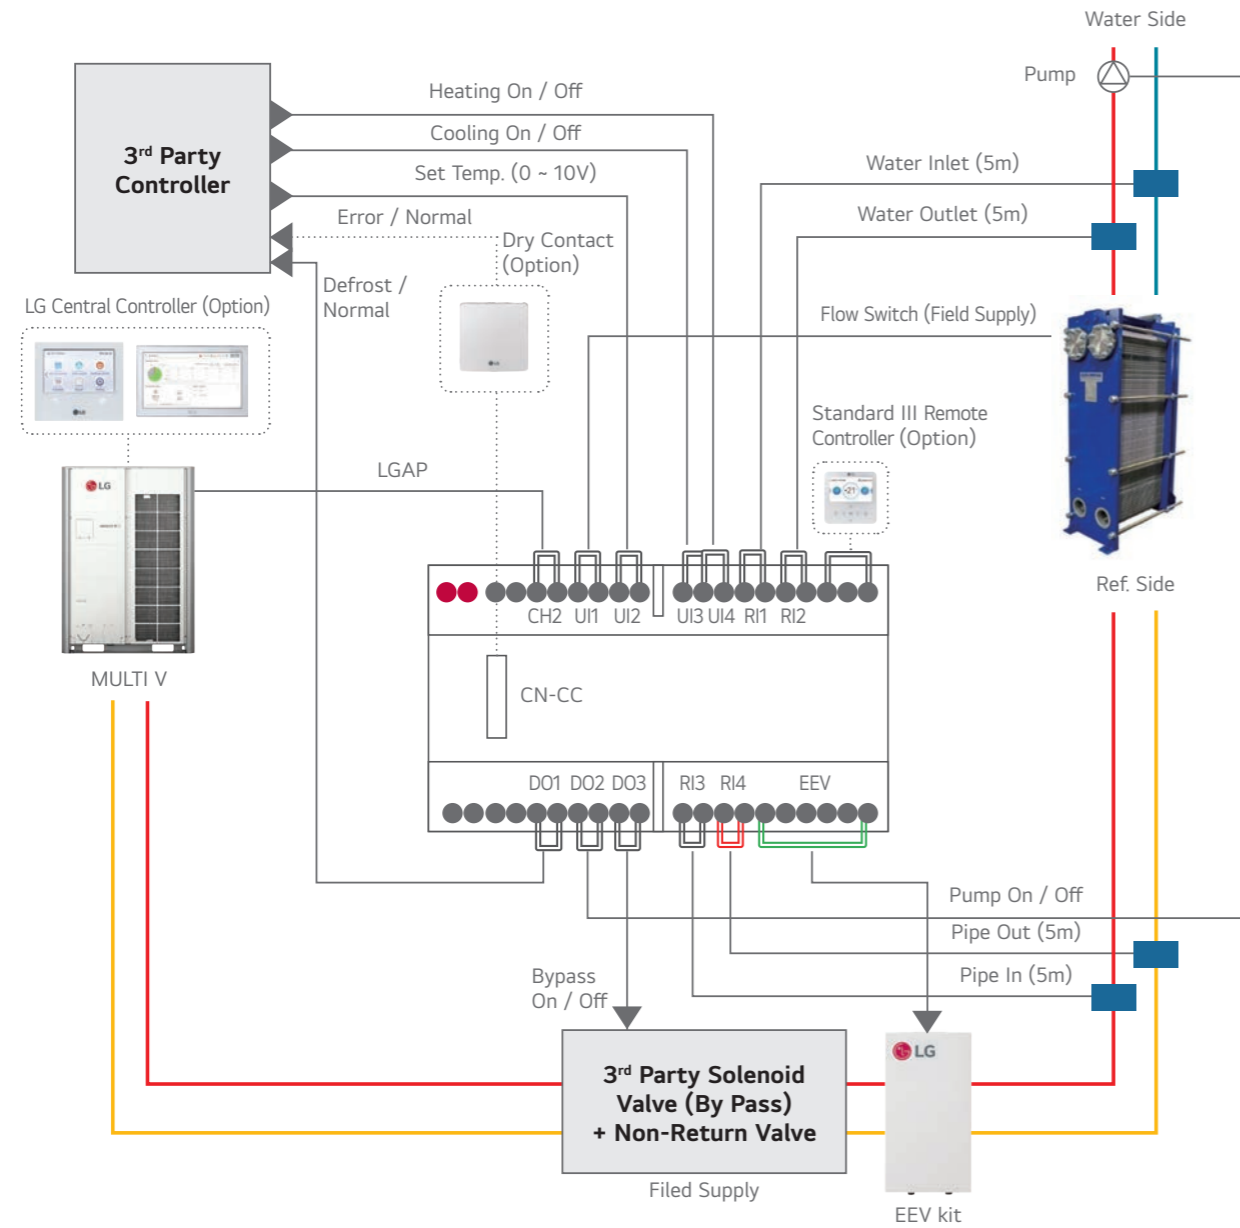 Water Side
Pump
Heating On / Off
Cooling On / Off
Set Temp. (0 ~ 10V)
3rd Party
Controller
Error / Normal
Dry Contact
(Option)
Defrost /
Normal
Water Inlet (5m)
Water Outlet (5m)
LG Central Controller (Option)
Flow Switch (Field Supply)
LG
LG
Standard III Remote
Controller (Option)
LGAP
LG
MULTI V
Ref. Side
CH2 UI1 UI2 UI3 UI4 RI1 RI2
CN-CC
DO1 DO2 DO3 RI3 RI4 EEV
Pump On / Off
Pipe Out (5m)
Pipe In (5m)
Bypass
On / Off
3rd Party Solenoid
Valve (By Pass)
+ Non-Return Valve
LG
Filed Supply
EEV kit